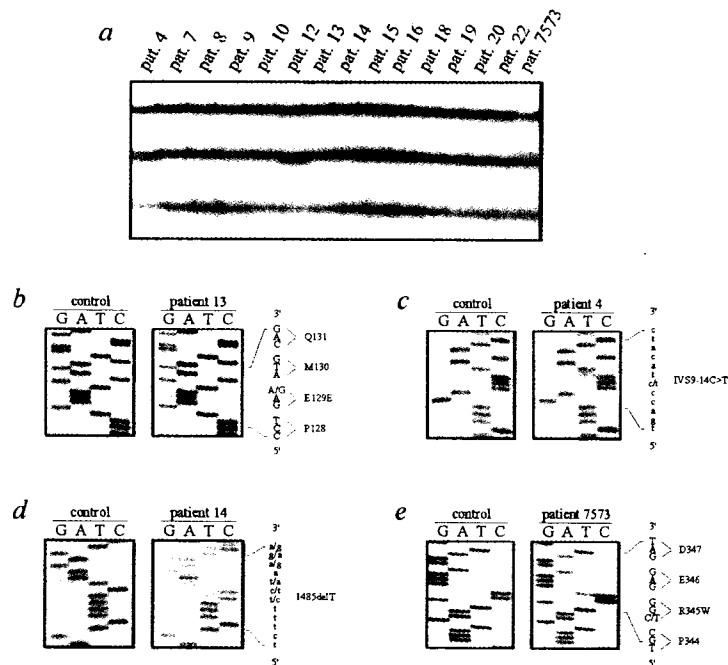 a
pat. 4
pat. 7
pat. 8
pat. 9
pat. 10
pat. 12
pat. 13
pat. 14
pat. 15
pat. 16
pat. 18
pat. 19
pat. 20
pat. 22
pat. 7573
b
control
patient 13
G A T C
G A T C
3'
G
A
C
Q131
G
T
A
M130
A/G
A
G
E129E
T
C
C
P128
5'
c
control
patient 4
G A T C
G A T C
3'
c
t
a
c
a
t
c/t
c
c
a
g
t
IVS9-14C>T
5'
d
control
patient 14
G A T C
G A T C
3'
a/g
g/a
a/g
a
t/a
c/t
t/c
t
t
t
c
t
1485delT
5'
e
control
patient 7573
G A T C
G A T C
3'
T
A
G
D347
G
A
G
E346
G
G
C/T
R345W
C
G
T
P344
5'